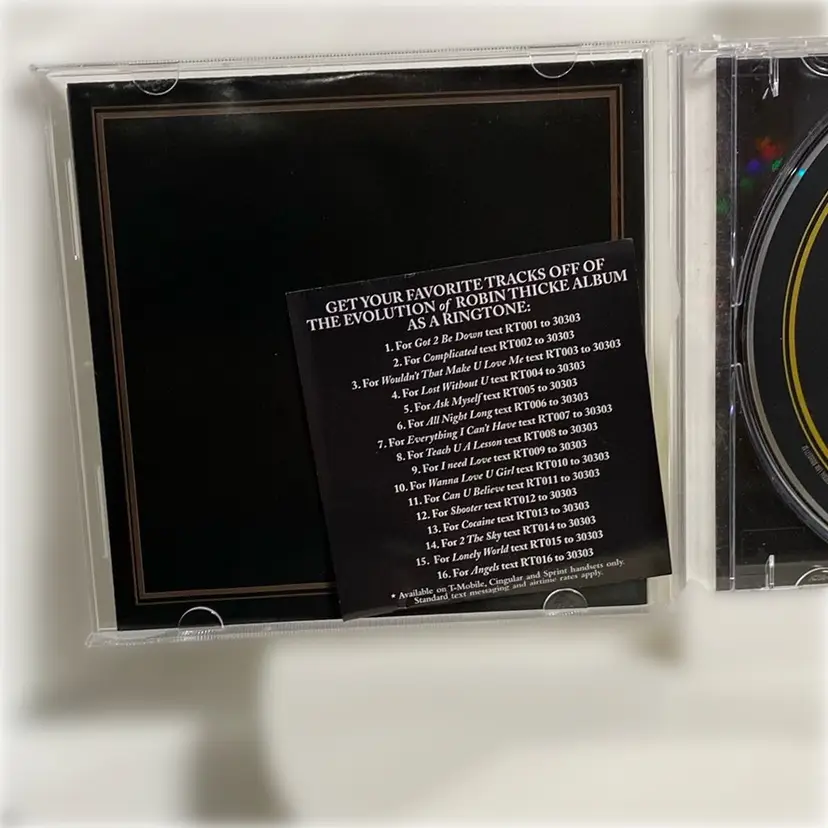 GET YOUR FAVORITE TRACKS OFF OF
THE EVOLUTION of ROBIN THICKE ALBUM
AS A RINGTONE:
1. For Got 2 Be Down text RT001 to 30303
2. For Complicated text RT002 to 30303
3. For Wouldn't That Make U Love Me text RT003 to 30303
4. For Lost Without U text RT004 to 30303
5. For Ask Myself text RT005 to 30303
6. For All Night Long text RT006 to 30303
7. For Everything I Can't Have text RT007 to 30303
8. For Teach U A Lesson text RT008 to 30303
9. For I need Love text RT009 to 30303
10. For Wanna Love U Girl text RT010 to 30303
11. For Can U Believe text RT011 to 30303
12. For Shooter text RT012 to 30303
13. For Cocaine text RT013 to 30303
14. For 2 The Sky text RT014 to 30303
15. For Lonely World text RT015 to 30303
16. For Angels text RT016 to 30303
* Available on T-Mobile, Cingular and Sprint handsets only.
Standard text messaging and airtime rates apply.